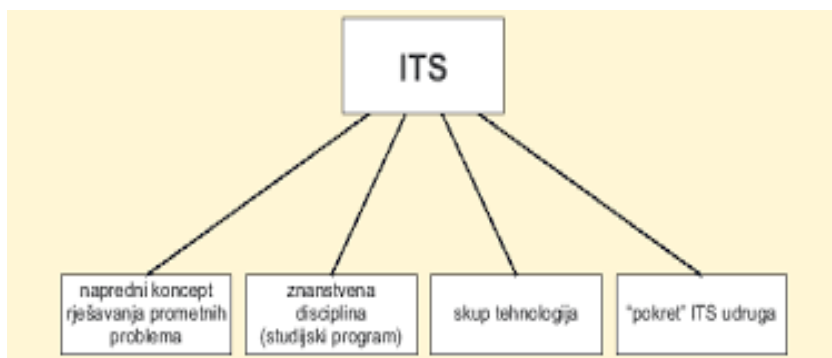 ITS
napredni koncept
rješavanja prometnih
problema
znanstvena
disciplina
(studijski program)
skup tehnologija
"pokret" ITS udruga